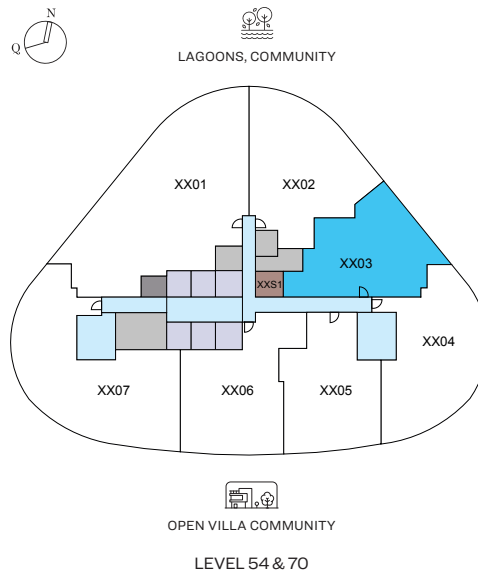 N
Q
LAGOONS, COMMUNITY
XX01
XX02
XX03
XXS1
XX04
XX07
XX06
XX05
OPEN VILLA COMMUNITY
LEVEL 54 & 70